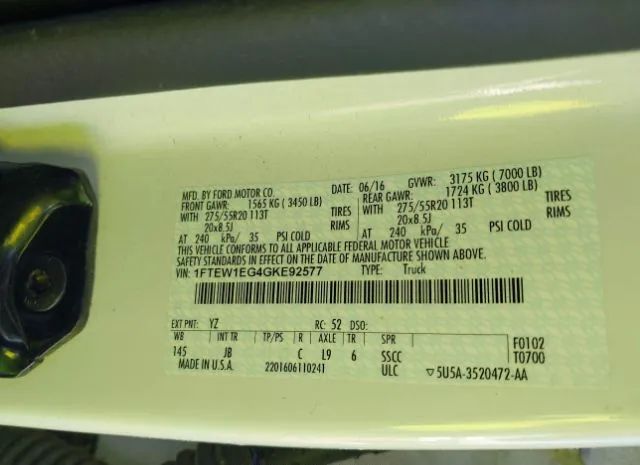 MFD. BY FORD MOTOR CO.
DATE: 06/16 GVWR: 3175 KG ( 7000 LB)
FRONT GAWR: 1565 KG ( 3450 LB)
REAR GAWR: 1724 KG ( 3800 LB)
WITH 275/55R20 113T TIRES
WITH 275/55R20 113T TIRES
20x8.5J RIMS
20x8.5J RIMS
AT 240 kPa/ 35 PSI COLD
AT 240 kPa/ 35 PSI COLD
THIS VEHICLE CONFORMS TO ALL APPLICABLE FEDERAL MOTOR VEHICLE
SAFETY STANDARDS IN EFFECT ON THE DATE OF MANUFACTURE SHOWN ABOVE.
VIN: 1FTEW1EG4GKE92577 TYPE: Truck
EXT PNT: YZ RC: 52 DSO:
WB INT TR TP/PS R AXLE TR SPR F0102
145 JB C L9 6 SSCC T0700
MADE IN U.S.A. 2201606110241 ULC ▽5U5A-3520472-AA